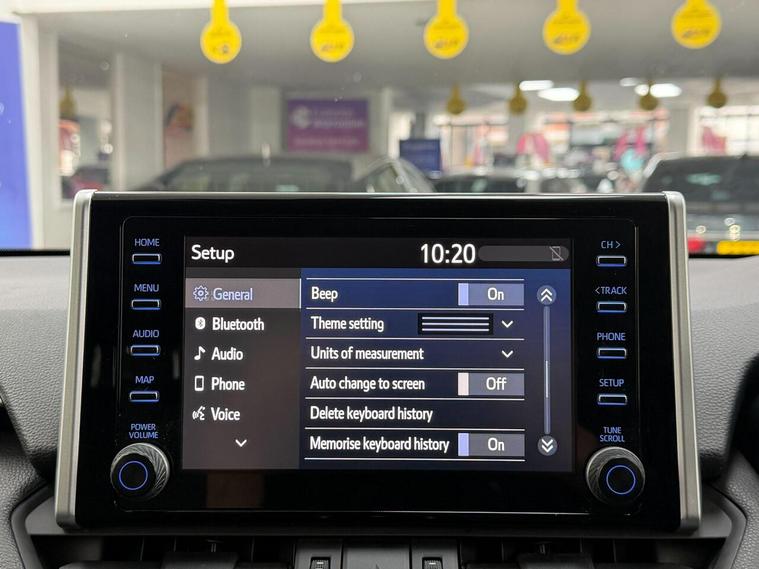 HOME
MENU
AUDIO
MAP
POWER
VOLUME
Setup
10:20
General
Bluetooth
Audio
Phone
Voice
Beep
On
Theme setting
Units of measurement
Auto change to screen
Off
Delete keyboard history
Memorise keyboard history
On
CH >
<TRACK
PHONE
SETUP
TUNE
SCROLL